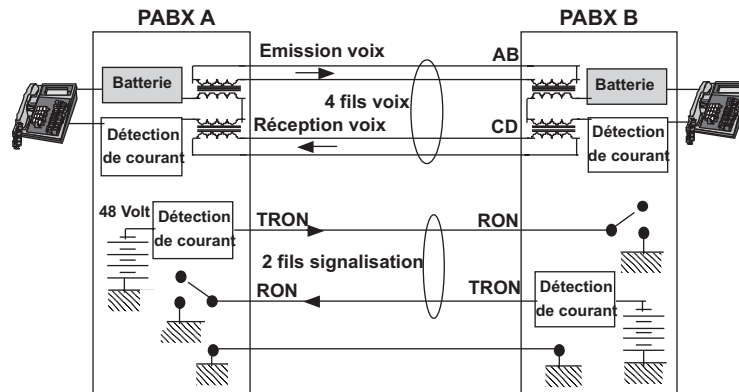 PABX A
PABX B
Emission voix
AB
Batterie
Batterie
4 fils voix
Réception voix
CD
Détection
de courant
Détection
de courant
48 Volt
Détection
de courant
TRON
RON
2 fils signalisation
RON
TRON
Détection
de courant